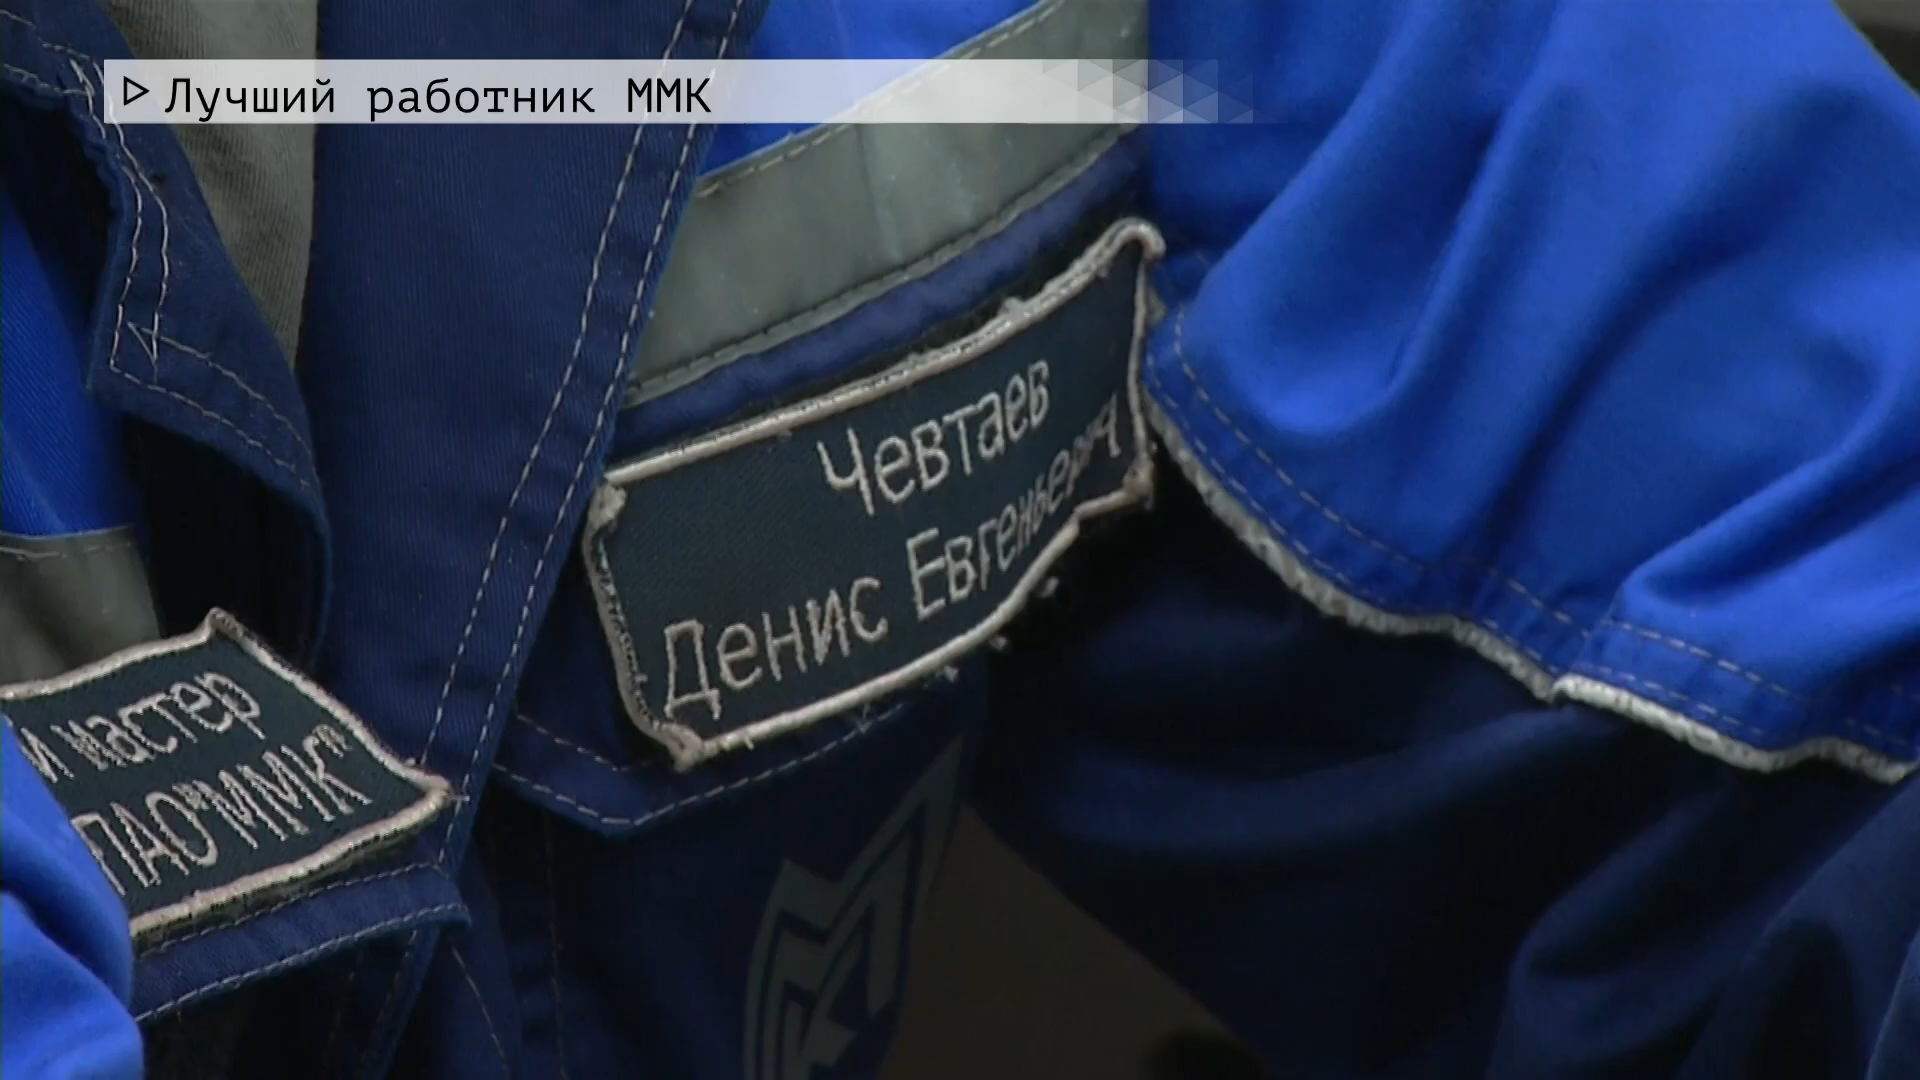 Лучший работник ММК
Чевтаев
Денис Евгеньевич
й мастер
ПАО"ММК"